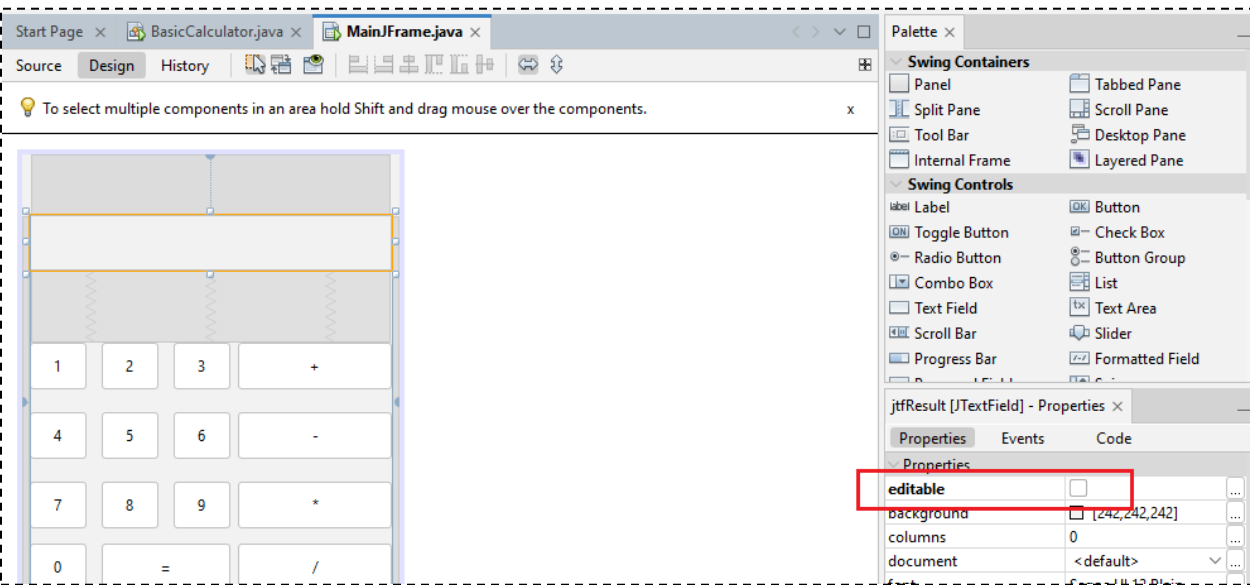 Start Page BasicCalculator.java MainJFrame.java
Source Design History
To select multiple components in an area hold Shift and drag mouse over the components. x
1 2 3 +
4 5 6 -
7 8 9 *
0 = /
Palette
Swing Containers
Panel Tabbed Pane
Split Pane Scroll Pane
Tool Bar Desktop Pane
Internal Frame Layered Pane
Swing Controls
label Label OK Button
ON Toggle Button Check Box
Radio Button Button Group
Combo Box List
Text Field tx Text Area
Scroll Bar Slider
Progress Bar Formatted Field
jtfResult [JTextField] - Properties
Properties Events Code
Properties
editable ...
background [242,242,242] ...
columns 0 ...
document <default> ...